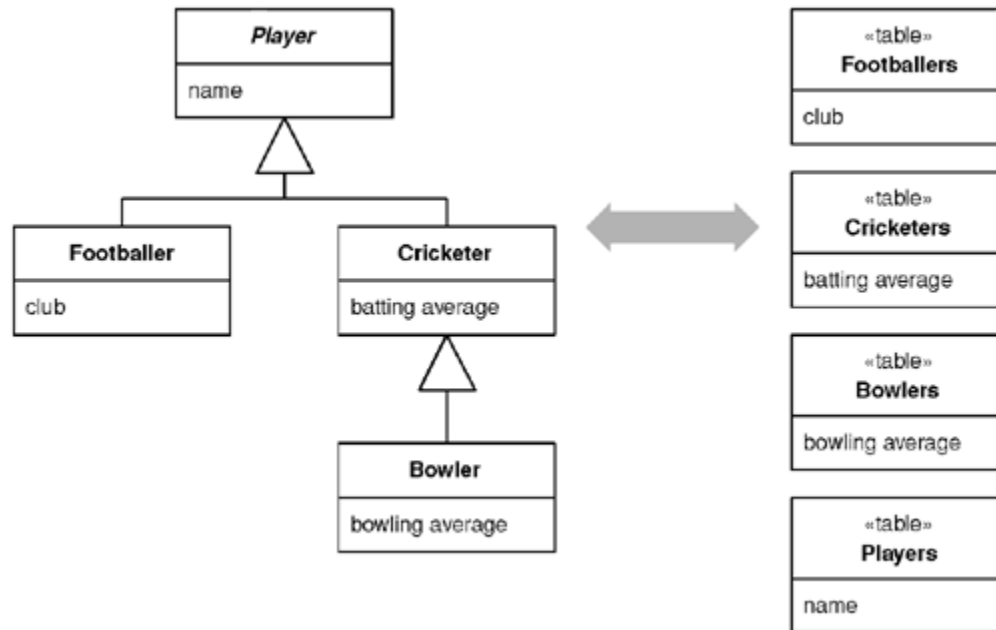 Player
name
Footballer
club
Cricketer
batting average
Bowler
bowling average
«table»
Footballers
club
«table»
Cricketers
batting average
«table»
Bowlers
bowling average
«table»
Players
name